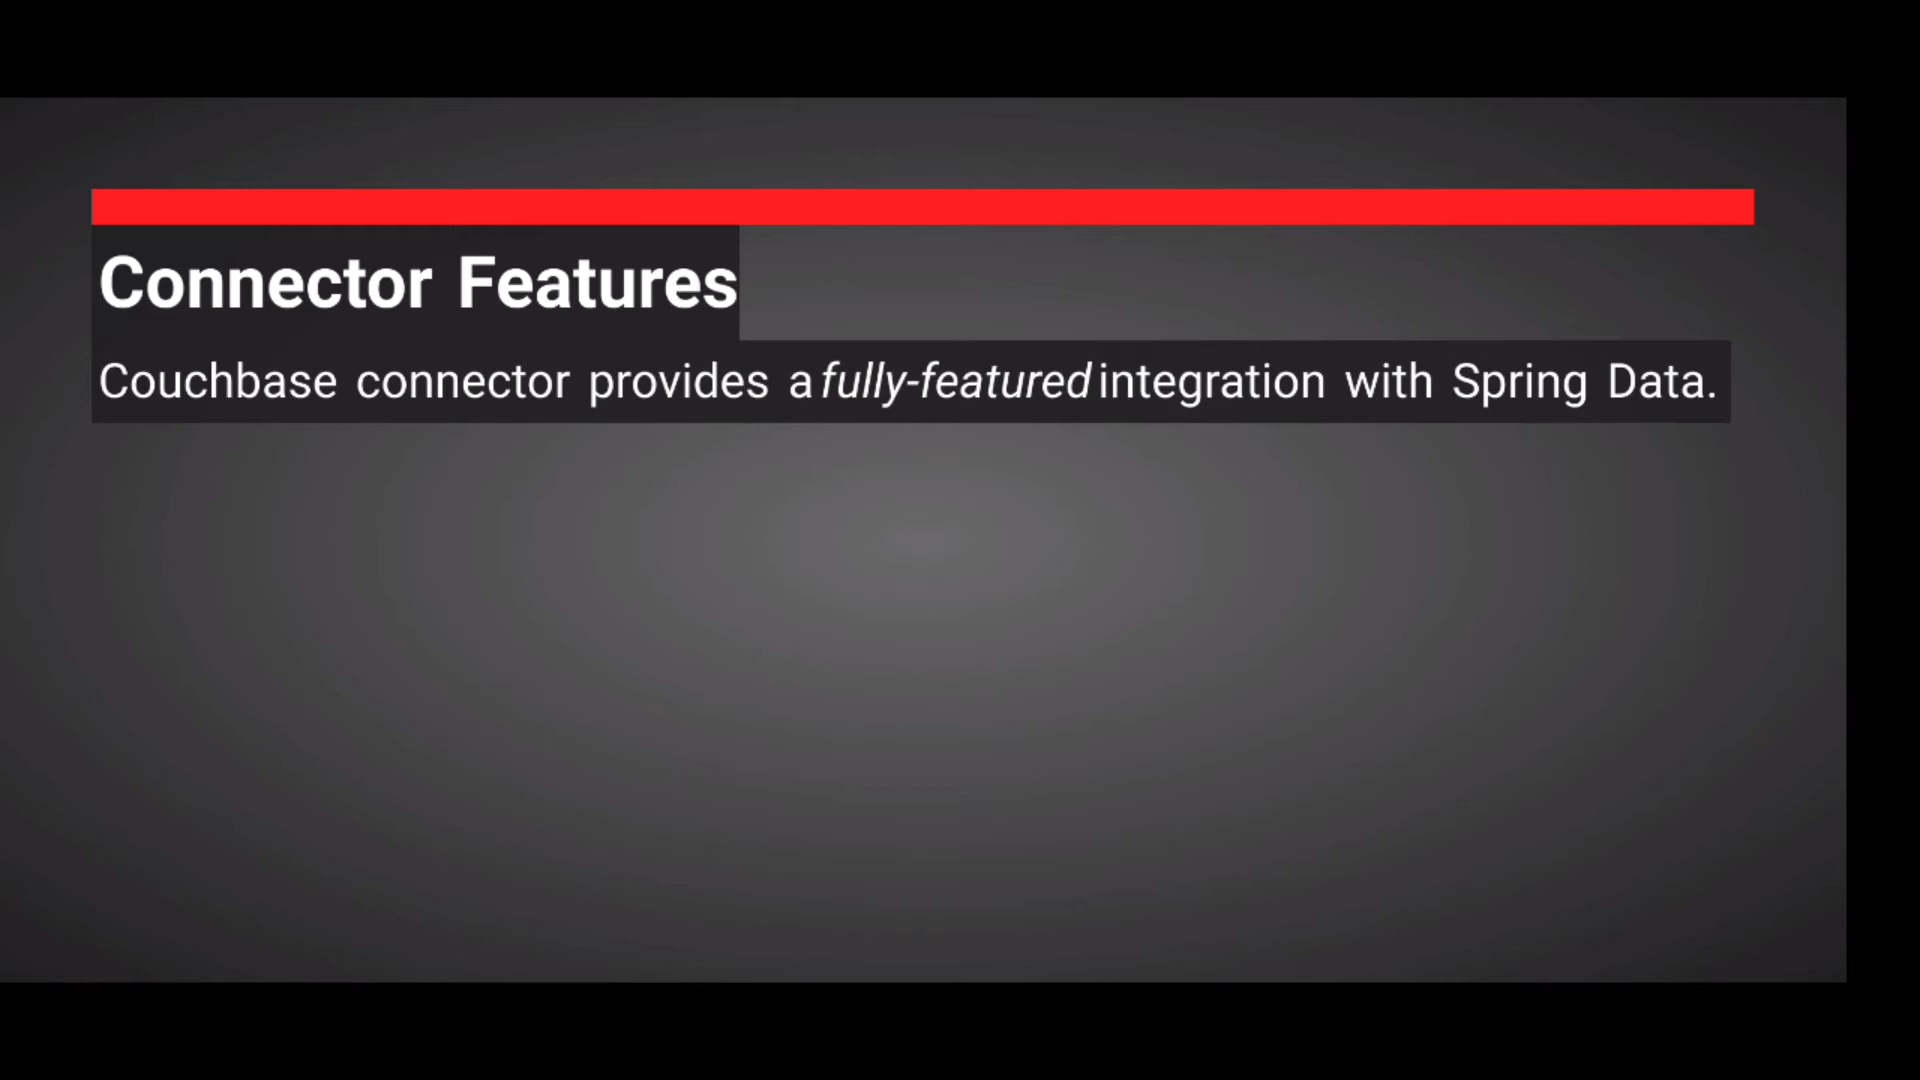 Connector Features
Couchbase connector provides a fully-featured integration with Spring Data.